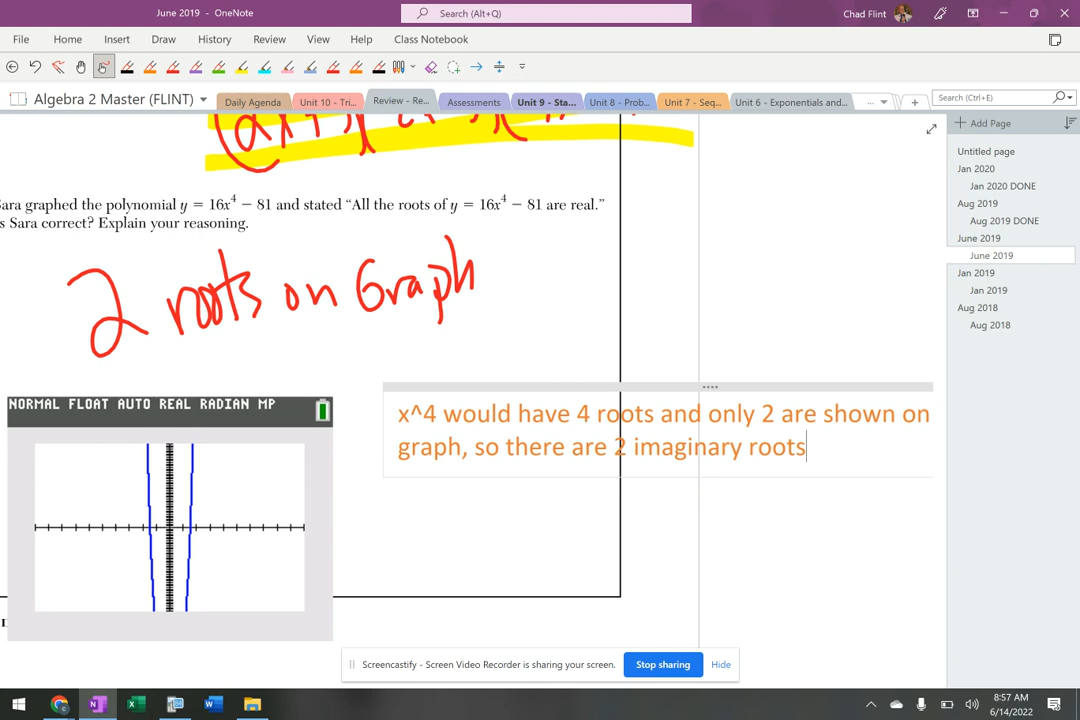 June 2019 - OneNote
Search (Alt+Q)
Chad Flint
File Home Insert Draw History Review View Help Class Notebook
Algebra 2 Master (FLINT)
Daily Agenda
Unit 10 - Tri...
Review - Re...
Assessments
Unit 9 - Sta...
Unit 8 - Prob...
Unit 7 - Seq...
Unit 6 - Exponentials and...
...
Search (Ctrl+E)
Add Page
Untitled page
Jan 2020
Jan 2020 DONE
Aug 2019
Aug 2019 DONE
June 2019
June 2019
Jan 2019
Jan 2019
Aug 2018
Aug 2018
Sara graphed the polynomial y = 16x⁴ − 81 and stated “All the roots of y = 16x⁴ − 81 are real.”
s Sara correct? Explain your reasoning.
2 roots on Graph
NORMAL FLOAT AUTO REAL RADIAN MP
x^4 would have 4 roots and only 2 are shown on
graph, so there are 2 imaginary roots
Screencastify - Screen Video Recorder is sharing your screen.
Stop sharing
Hide
8:57 AM
6/14/2022